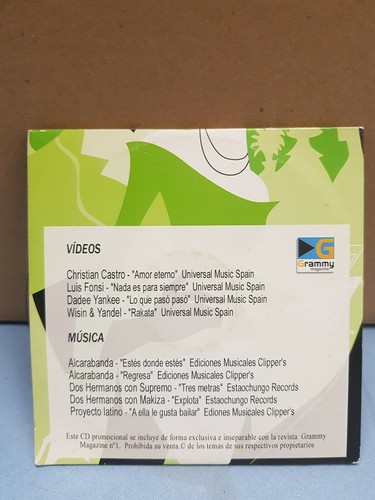 VÍDEOS
G
Grammy
magazine
Christian Castro - "Amor eterno" Universal Music Spain
Luis Fonsi - "Nada es para siempre" Universal Music Spain
Dadee Yankee - "Lo que pasó pasó" Universal Music Spain
Wisin & Yandel - "Rakata" Universal Music Spain
MÚSICA
Alcarabanda - "Estés donde estés" Ediciones Musicales Clipper's
Alcarabanda - "Regresa" Ediciones Musicales Clipper's
Dos Hermanos con Supremo - "Tres metras" Estaochungo Records
Dos Hermanos con Makiza - "Explota" Estaochungo Records
Proyecto latino - "A ella le gusta bailar" Ediones Musicales Clipper's
Este CD promocional se incluye de forma exclusiva e inseparable con la revista Grammy
Magazine nº1. Prohibida su venta.© de los temas de sus respectivos propietarios